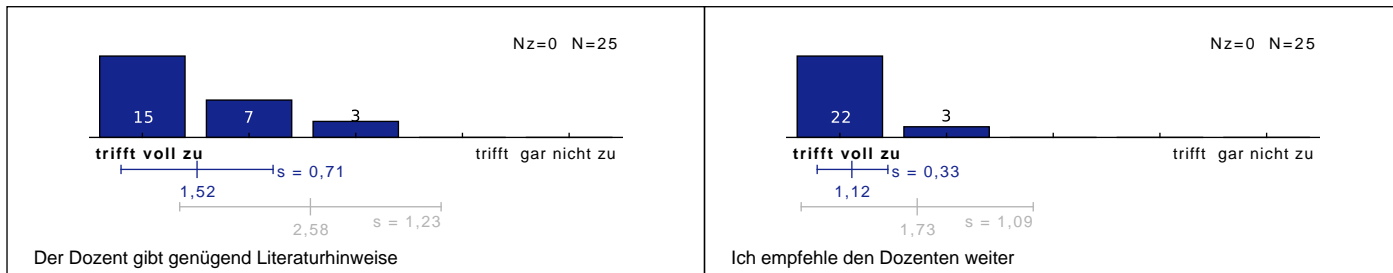 Nz=0 N=25
15
7
3
trifft voll zu
trifft gar nicht zu
s = 0,71
1,52
s = 1,23
2,58
Der Dozent gibt genügend Literaturhinweise
Nz=0 N=25
22
3
trifft voll zu
trifft gar nicht zu
s = 0,33
1,12
s = 1,09
1,73
Ich empfehle den Dozenten weiter